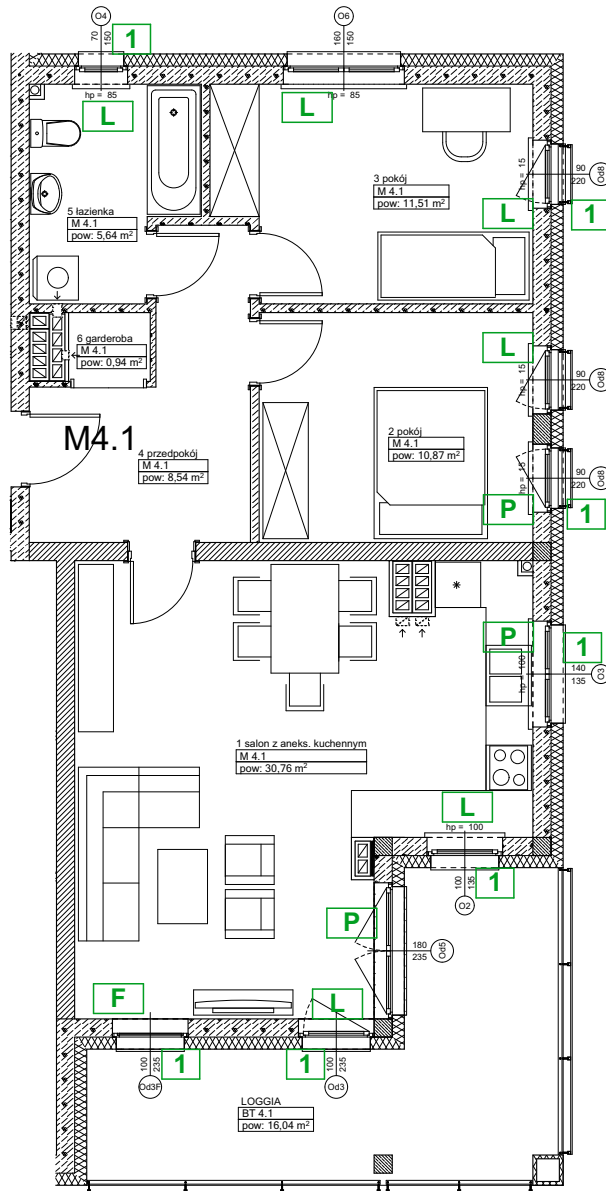 O4
70
150
1
O6
160
150
hp = 85
L
hp = 85
L
3 pokój
M 4.1
pow: 11,51 m²
hp = 15
90
220
Od8
L
1
5 łazienka
M 4.1
pow: 5,64 m²
6 garderoba
M 4.1
pow: 0,94 m²
L
hp = 15
90
220
Od8
M4.1
2 pokój
M 4.1
pow: 10,87 m²
4 przedpokój
M 4.1
pow: 8,54 m²
hp = 15
90
220
Od8
P
1
P
1
hp = 100
140
135
O3
1 salon z aneks. kuchennym
M 4.1
pow: 30,76 m²
L
hp = 100
100
135
1
O2
P
180
235
Od5
F
L
100
235
1
Od3F
1
100
235
Od3
LOGGIA
BT 4.1
pow: 16,04 m²